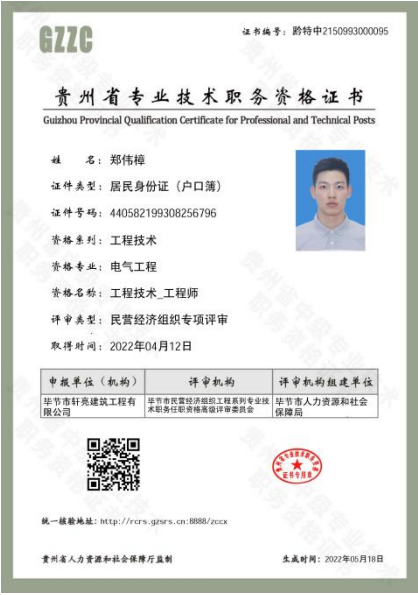 GZZC
证书编号：黔特中2150993000095
贵州省专业技术职务资格证书
Guizhou Provincial Qualification Certificate for Professional and Technical Posts
姓 名：郑伟樟
证件类型：居民身份证（户口簿）
证件号码：440582199308256796
资格系列：工程技术
资格专业：电气工程
资格名称：工程技术_工程师
评审类型：民营经济组织专项评审
取得时间：2022年04月12日
申报单位（机构） 评审机构 评审机构组建单位
毕节市轩亮建筑工程有 毕节市民营经济组织工程系列专业技 毕节市人力资源和社会
限公司 术职务任职资格高级评审委员会 保障局
证书专用章
统一核验地址：http://rcrs.gzsrs.cn:8888/zccx
贵州省人力资源和社会保障厅监制 生成时间：2022年05月18日